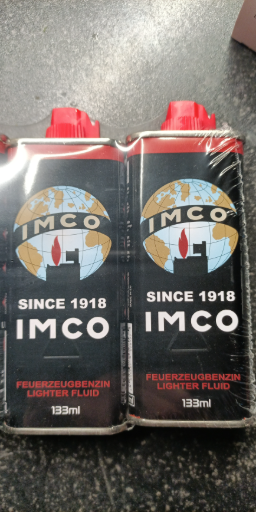 IMCO
SINCE 1918
IMCO
FEUERZEUGBENZIN
LIGHTER FLUID
133ml
IMCO
SINCE 1918
IMCO
FEUERZEUGBENZIN
LIGHTER FLUID
133ml